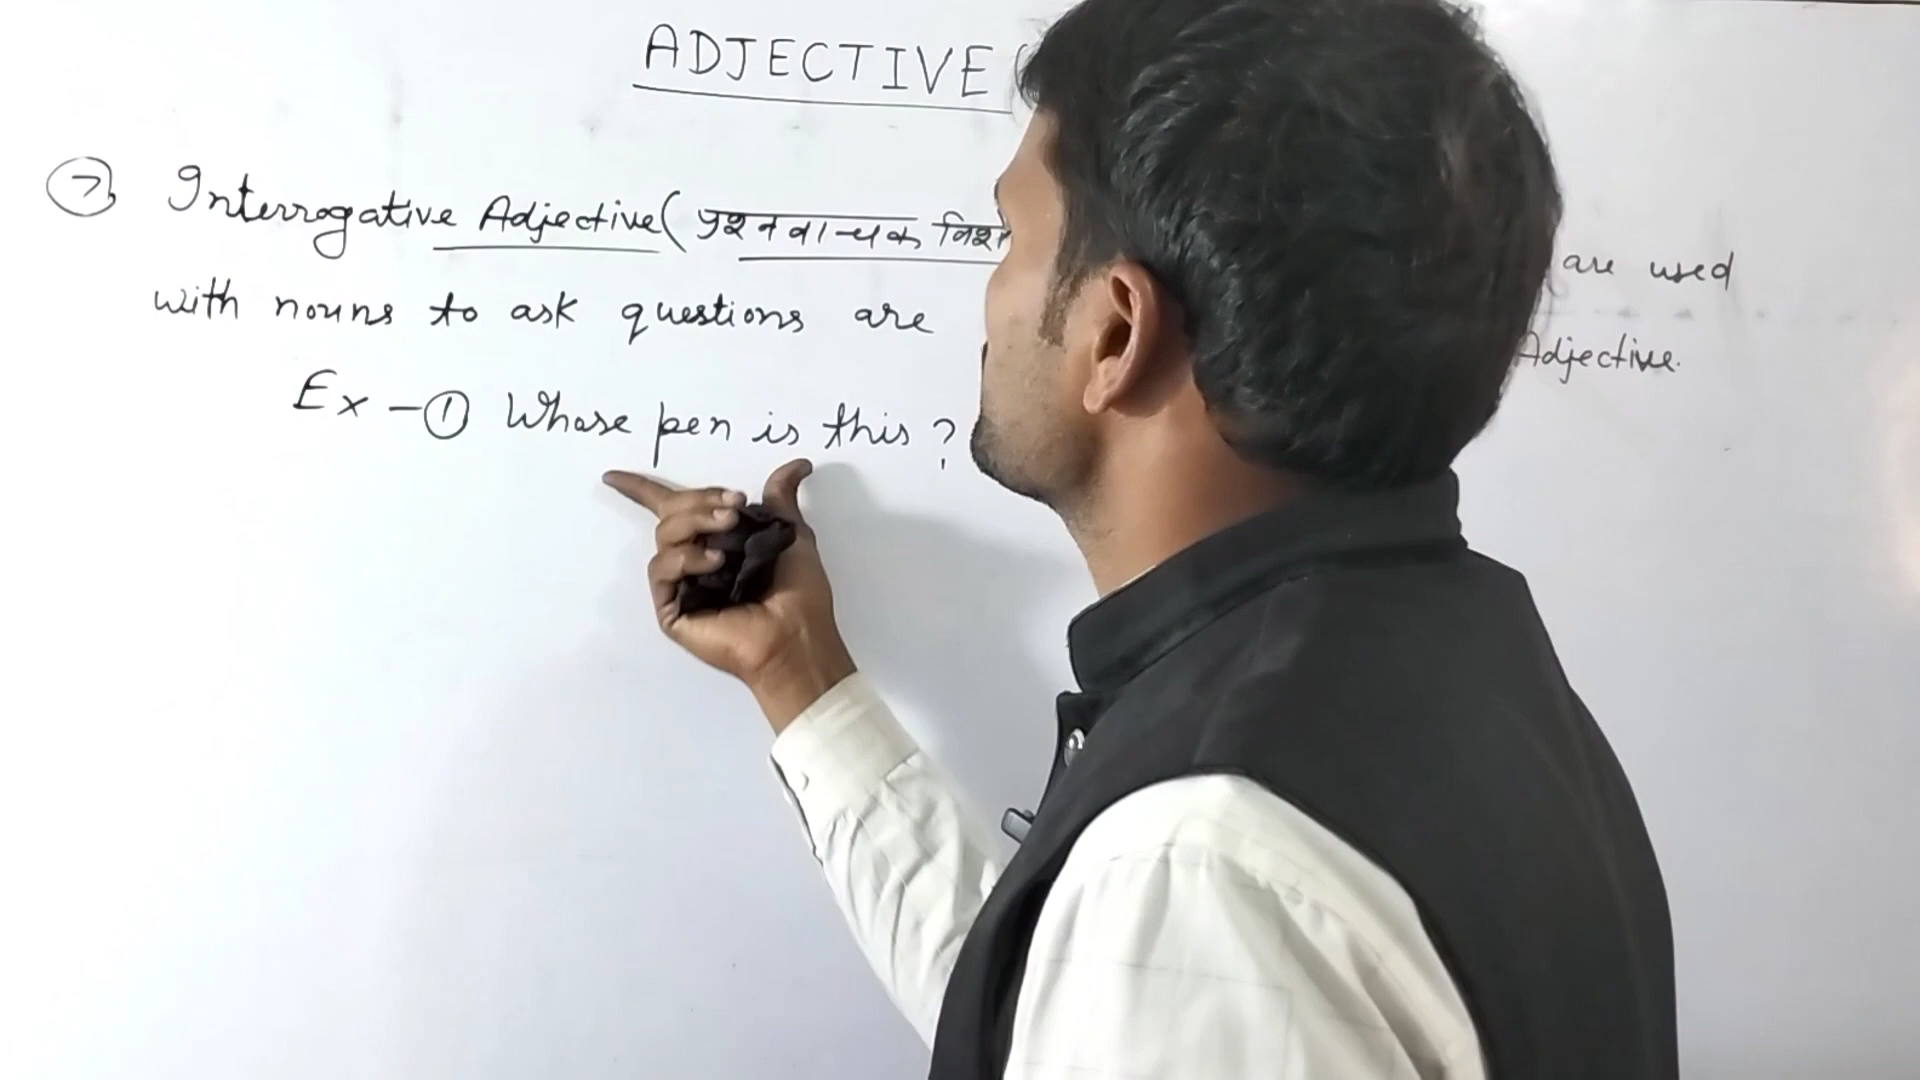 ADJECTIVE (
7 Interrogative Adjective ( प्रश्नवाचक are used
with nouns to ask questions are Adjective.
Ex - 1 Whose pen is this ?